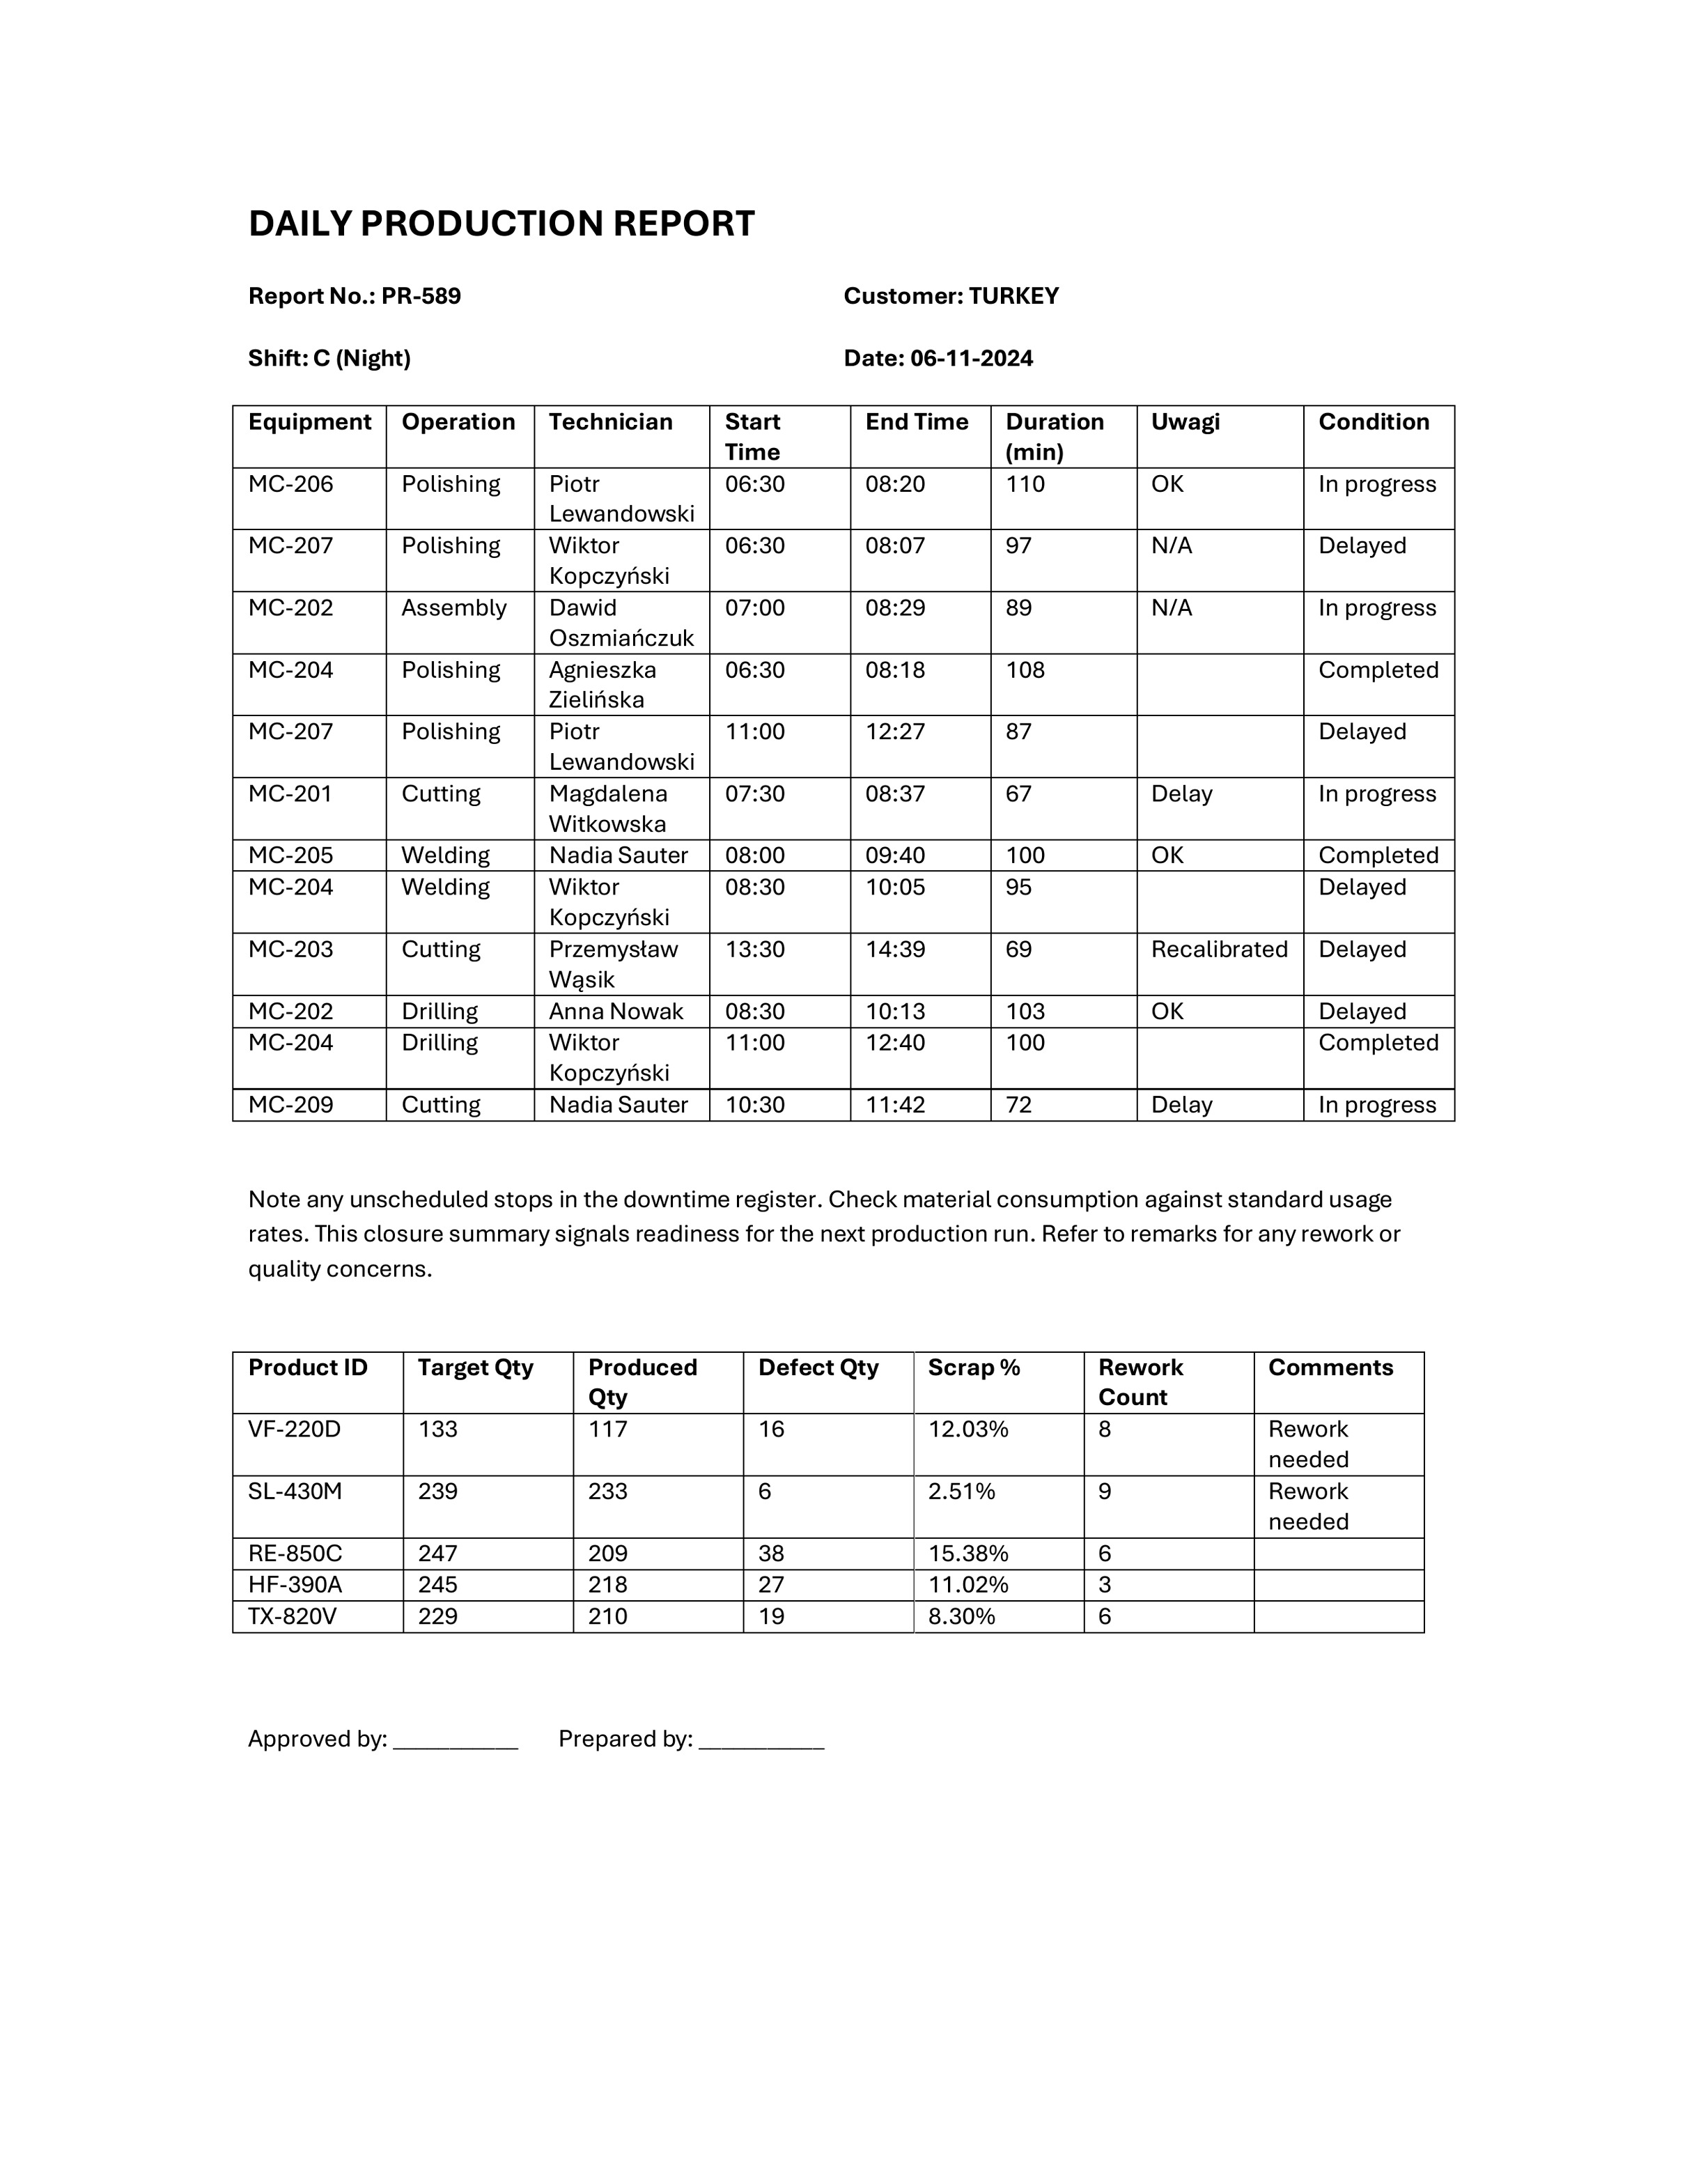 DAILY PRODUCTION REPORT
Report No.: PR-589 Customer: TURKEY
Shift: C (Night) Date: 06-11-2024
Equipment Operation Technician Start Time End Time Duration (min) Uwagi Condition
MC-206 Polishing Piotr Lewandowski 06:30 08:20 110 OK In progress
MC-207 Polishing Wiktor Kopczyński 06:30 08:07 97 N/A Delayed
MC-202 Assembly Dawid Oszmiańczuk 07:00 08:29 89 N/A In progress
MC-204 Polishing Agnieszka Zielińska 06:30 08:18 108 Completed
MC-207 Polishing Piotr Lewandowski 11:00 12:27 87 Delayed
MC-201 Cutting Magdalena Witkowska 07:30 08:37 67 Delay In progress
MC-205 Welding Nadia Sauter 08:00 09:40 100 OK Completed
MC-204 Welding Wiktor Kopczyński 08:30 10:05 95 Delayed
MC-203 Cutting Przemysław Wąsik 13:30 14:39 69 Recalibrated Delayed
MC-202 Drilling Anna Nowak 08:30 10:13 103 OK Delayed
MC-204 Drilling Wiktor Kopczyński 11:00 12:40 100 Completed
MC-209 Cutting Nadia Sauter 10:30 11:42 72 Delay In progress
Note any unscheduled stops in the downtime register. Check material consumption against standard usage
rates. This closure summary signals readiness for the next production run. Refer to remarks for any rework or
quality concerns.
Product ID Target Qty Produced Qty Defect Qty Scrap % Rework Count Comments
VF-220D 133 117 16 12.03% 8 Rework needed
SL-430M 239 233 6 2.51% 9 Rework needed
RE-850C 247 209 38 15.38% 6
HF-390A 245 218 27 11.02% 3
TX-820V 229 210 19 8.30% 6
Approved by: __________ Prepared by: __________